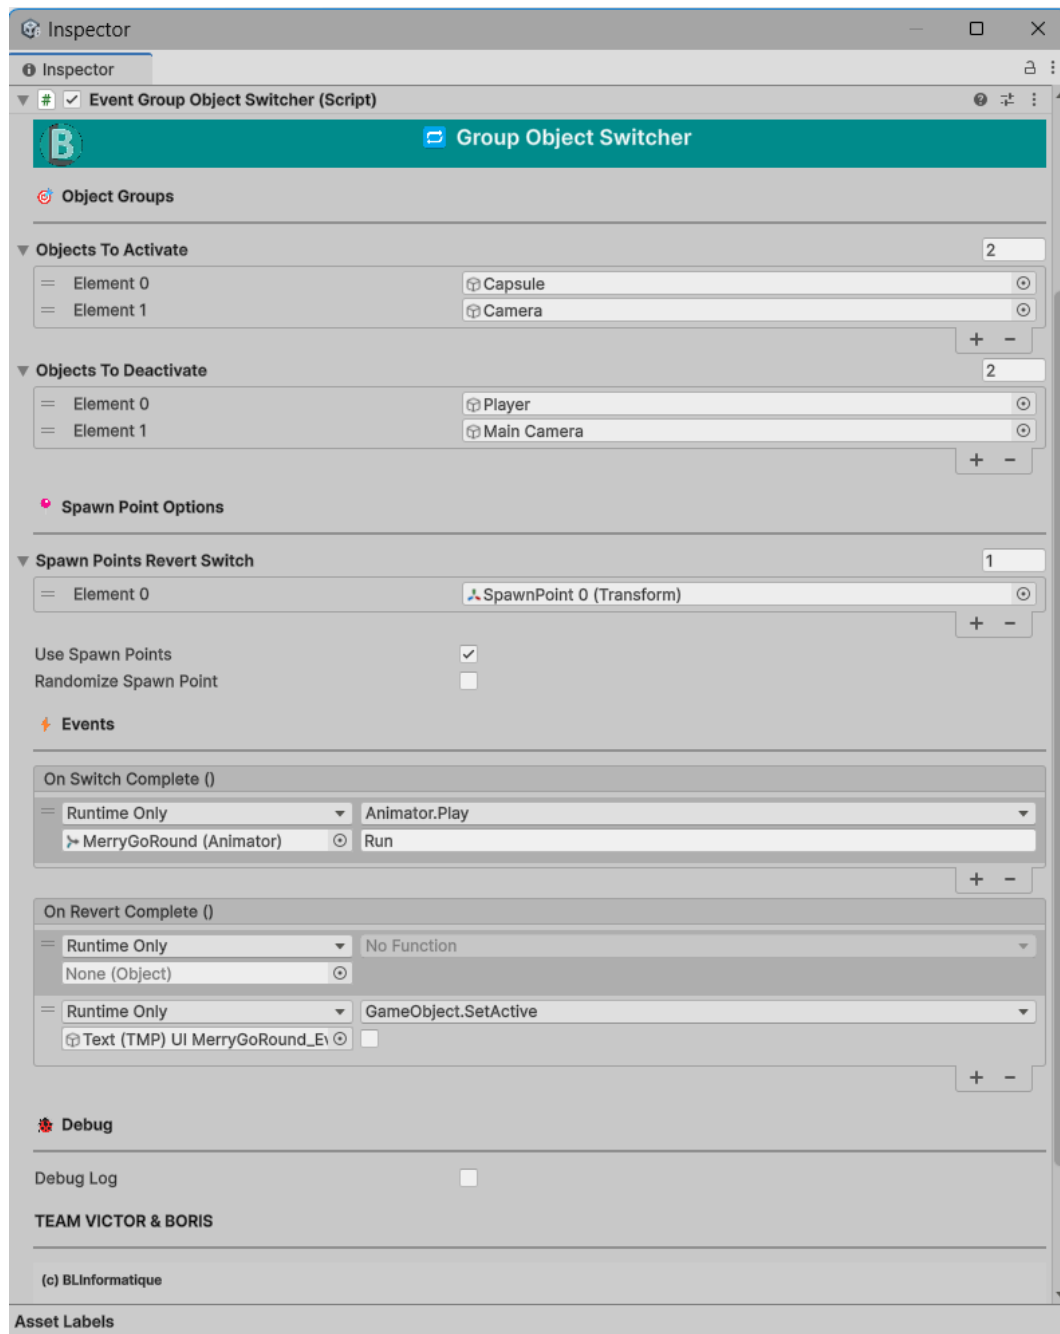 Inspector
Inspector
Event Group Object Switcher (Script)
B Group Object Switcher
Object Groups
Objects To Activate 2
Element 0 Capsule
Element 1 Camera
Objects To Deactivate 2
Element 0 Player
Element 1 Main Camera
Spawn Point Options
Spawn Points Revert Switch 1
Element 0 SpawnPoint 0 (Transform)
Use Spawn Points
Randomize Spawn Point
Events
On Switch Complete ()
Runtime Only Animator.Play
MerryGoRound (Animator) Run
On Revert Complete ()
Runtime Only No Function
None (Object)
Runtime Only GameObject.SetActive
Text (TMP) UI MerryGoRound_Ev
Debug
Debug Log
TEAM VICTOR & BORIS
(c) BLInformatique
Asset Labels